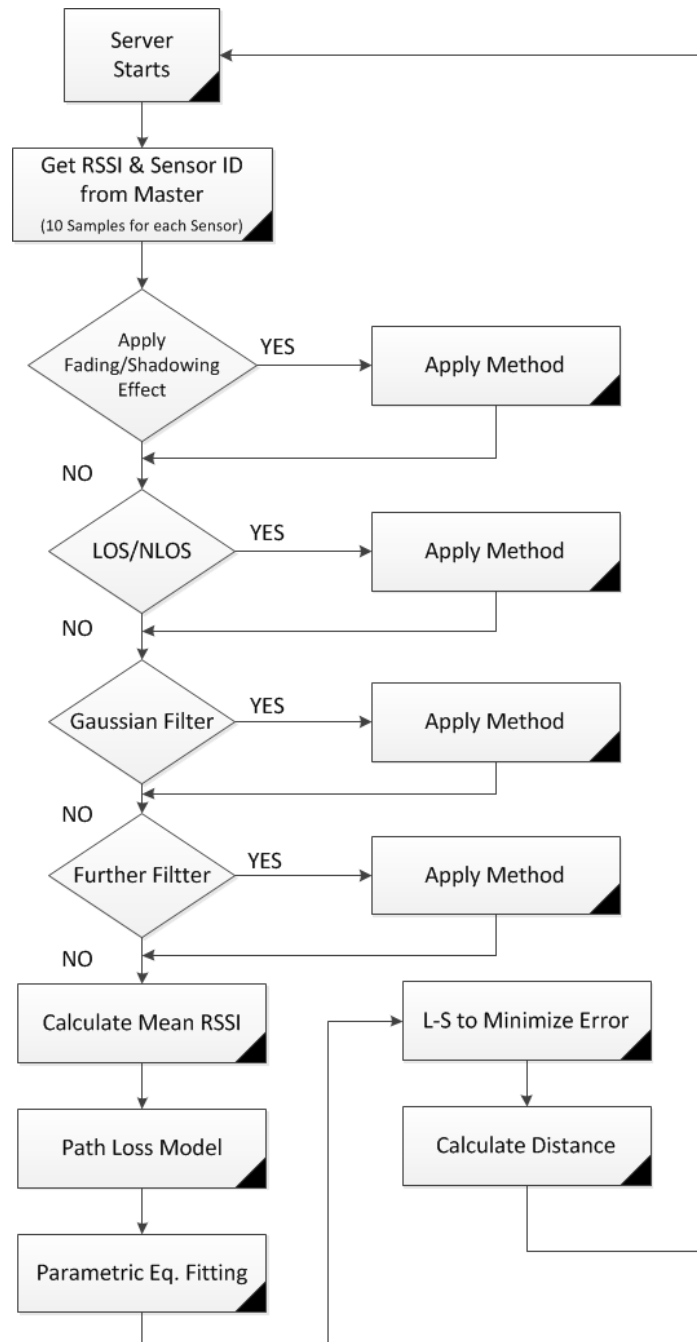 Server
Starts
Get RSSI & Sensor ID
from Master
(10 Samples for each Sensor)
Apply
Fading/Shadowing
Effect
YES
Apply Method
NO
LOS/NLOS
YES
Apply Method
NO
Gaussian Filter
YES
Apply Method
NO
Further Filtter
YES
Apply Method
NO
Calculate Mean RSSI
Path Loss Model
Parametric Eq. Fitting
L-S to Minimize Error
Calculate Distance